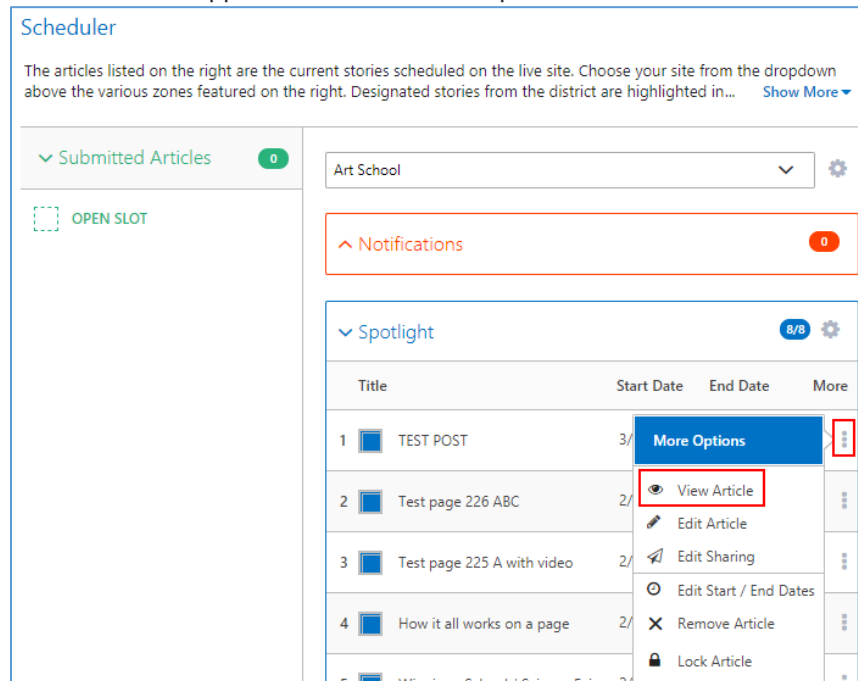 Scheduler
The articles listed on the right are the current stories scheduled on the live site. Choose your site from the dropdown
above the various zones featured on the right. Designated stories from the district are highlighted in... Show More
Submitted Articles 0
Art School
OPEN SLOT
Notifications 0
Spotlight 8/8
Title Start Date End Date More
1 TEST POST 3/
More Options
View Article
2 Test page 226 ABC 2/
Edit Article
3 Test page 225 A with video 2/
Edit Sharing
Edit Start / End Dates
4 How it all works on a page 2/
Remove Article
Lock Article